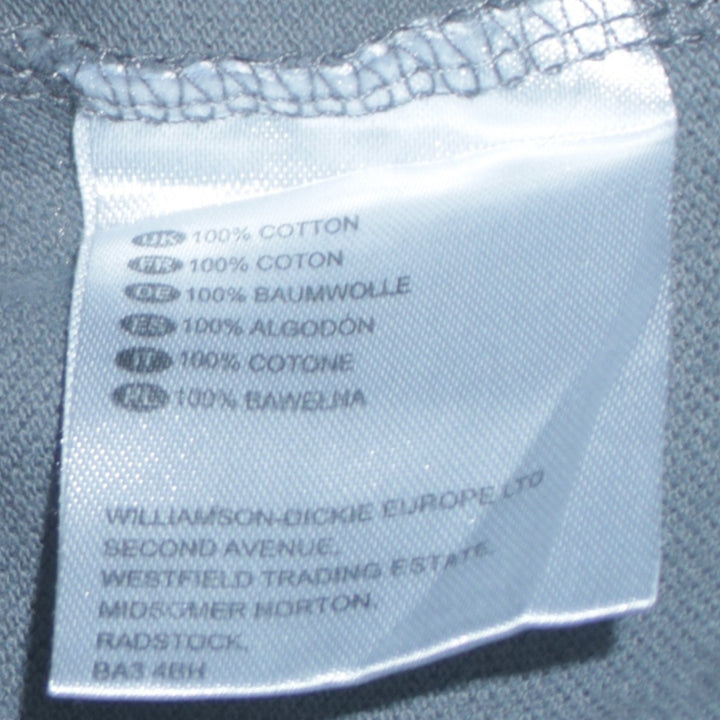 UK 100% COTTON
FR 100% COTON
DE 100% BAUMWOLLE
ES 100% ALGODÓN
IT 100% COTONE
PL 100% BAWEŁNA
WILLIAMSON-DICKIE EUROPE LTD
SECOND AVENUE,
WESTFIELD TRADING ESTATE,
MIDSOMER NORTON,
RADSTOCK,
BA3 4BH